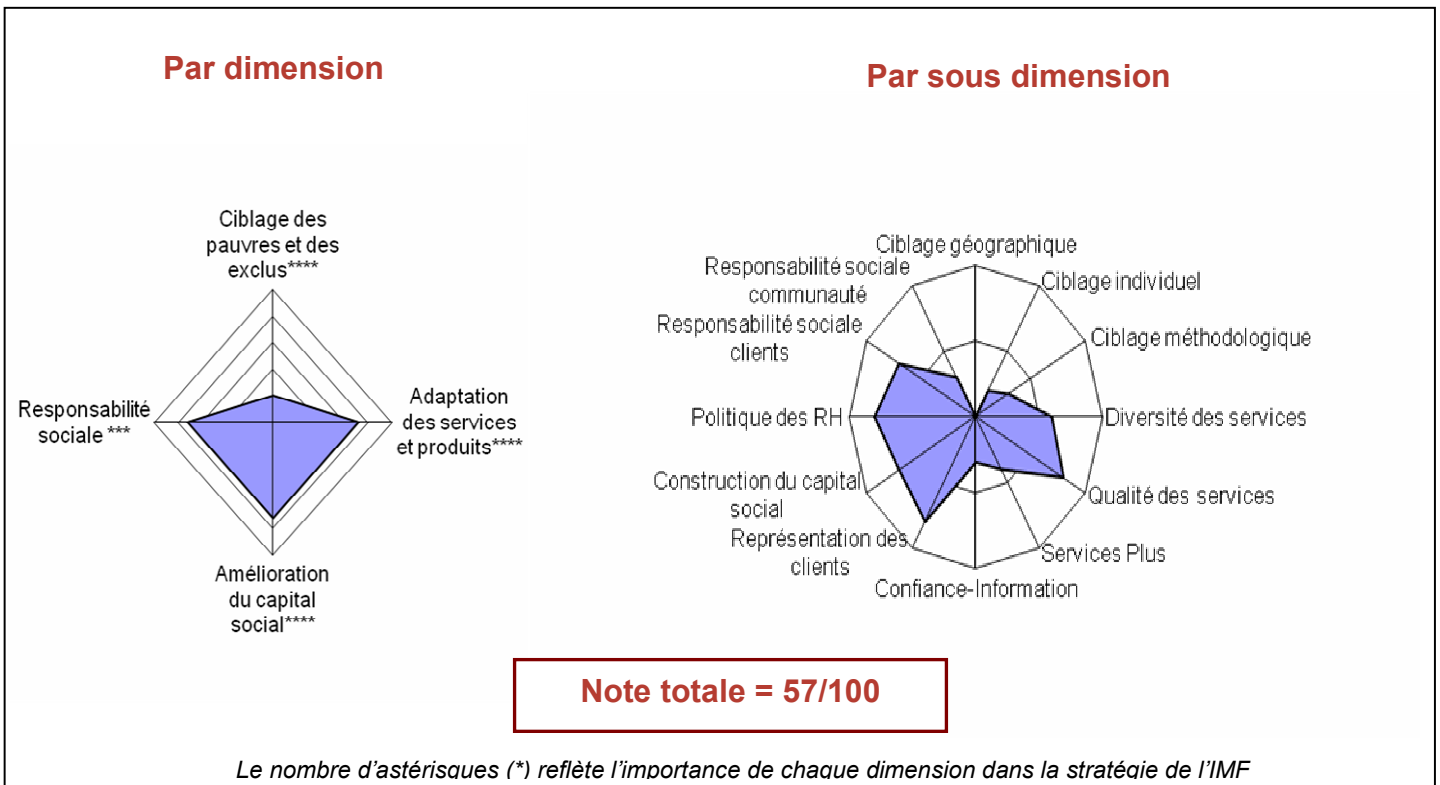 Par dimension
Par sous dimension
Ciblage des
pauvres et des
exclus****
Adaptation
des services
et produits****
Amélioration
du capital
social****
Responsabilité
sociale ***
Ciblage géographique
Ciblage individuel
Ciblage méthodologique
Diversité des services
Qualité des services
Services Plus
Confiance-Information
Représentation des
clients
Construction du capital
social
Politique des RH
Responsabilité sociale
clients
Responsabilité sociale
communauté
Note totale = 57/100
Le nombre d'astérisques (*) reflète l'importance de chaque dimension dans la stratégie de l'IMF